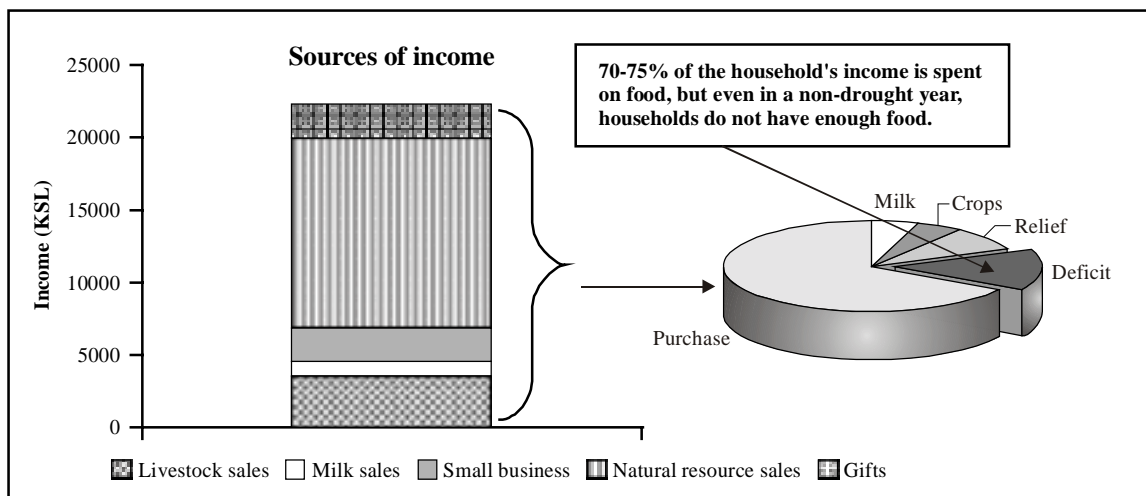 Sources of income
70-75% of the household's income is spent
on food, but even in a non-drought year,
households do not have enough food.
Income (KSL)
25000
20000
15000
10000
5000
0
Milk
Crops
Relief
Deficit
Purchase
Livestock sales Milk sales Small business Natural resource sales Gifts